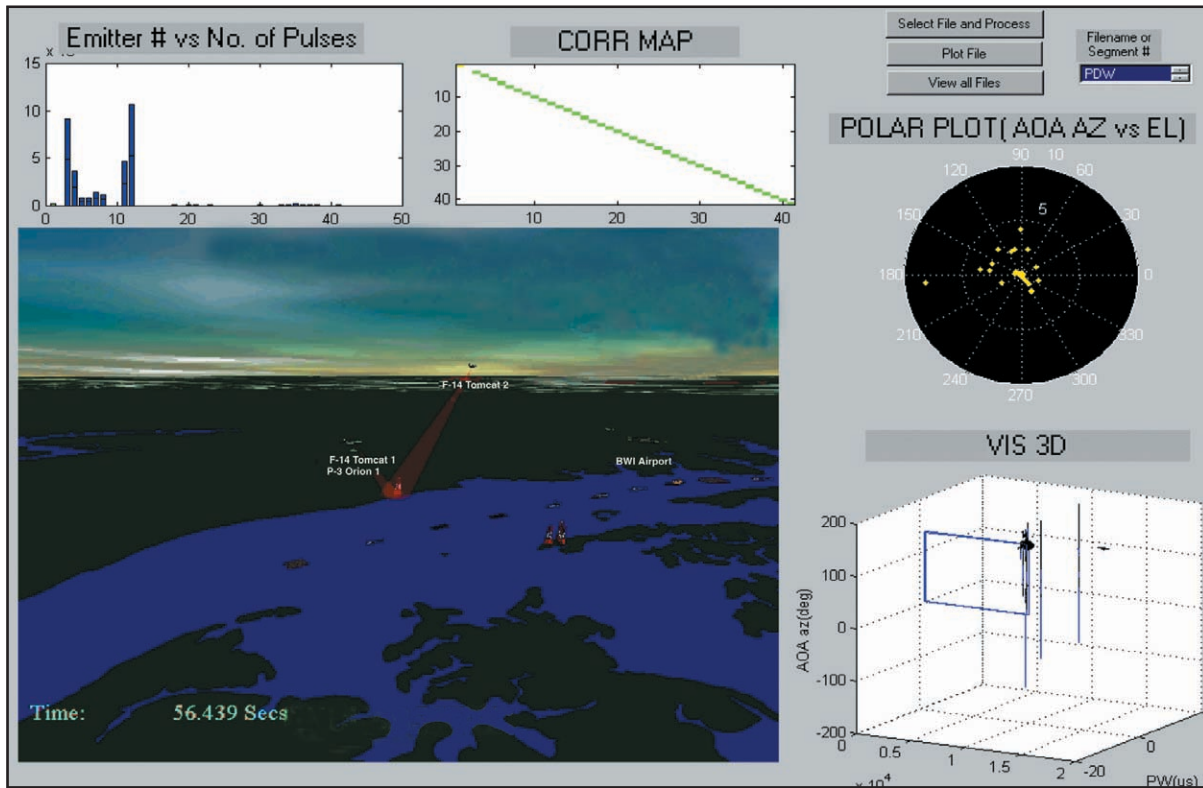 Emitter # vs No. of Pulses
15
10
5
0
0
10
20
30
40
50
CORR MAP
10
20
30
40
10
20
30
40
Select File and Process
Plot File
View all Files
Filename or
Segment #
PDW
POLAR PLOT( AOA AZ vs EL)
90
10
120
60
5
150
30
180
0
210
330
240
300
270
F-14 Tomcat 2
F-14 Tomcat 1
P-3 Orion 1
BWI Airport
Time: 56.439 Secs
VIS 3D
200
100
0
-100
-200
AOA az(deg)
0
0.5
1
1.5
2
-20
0
PW(us)